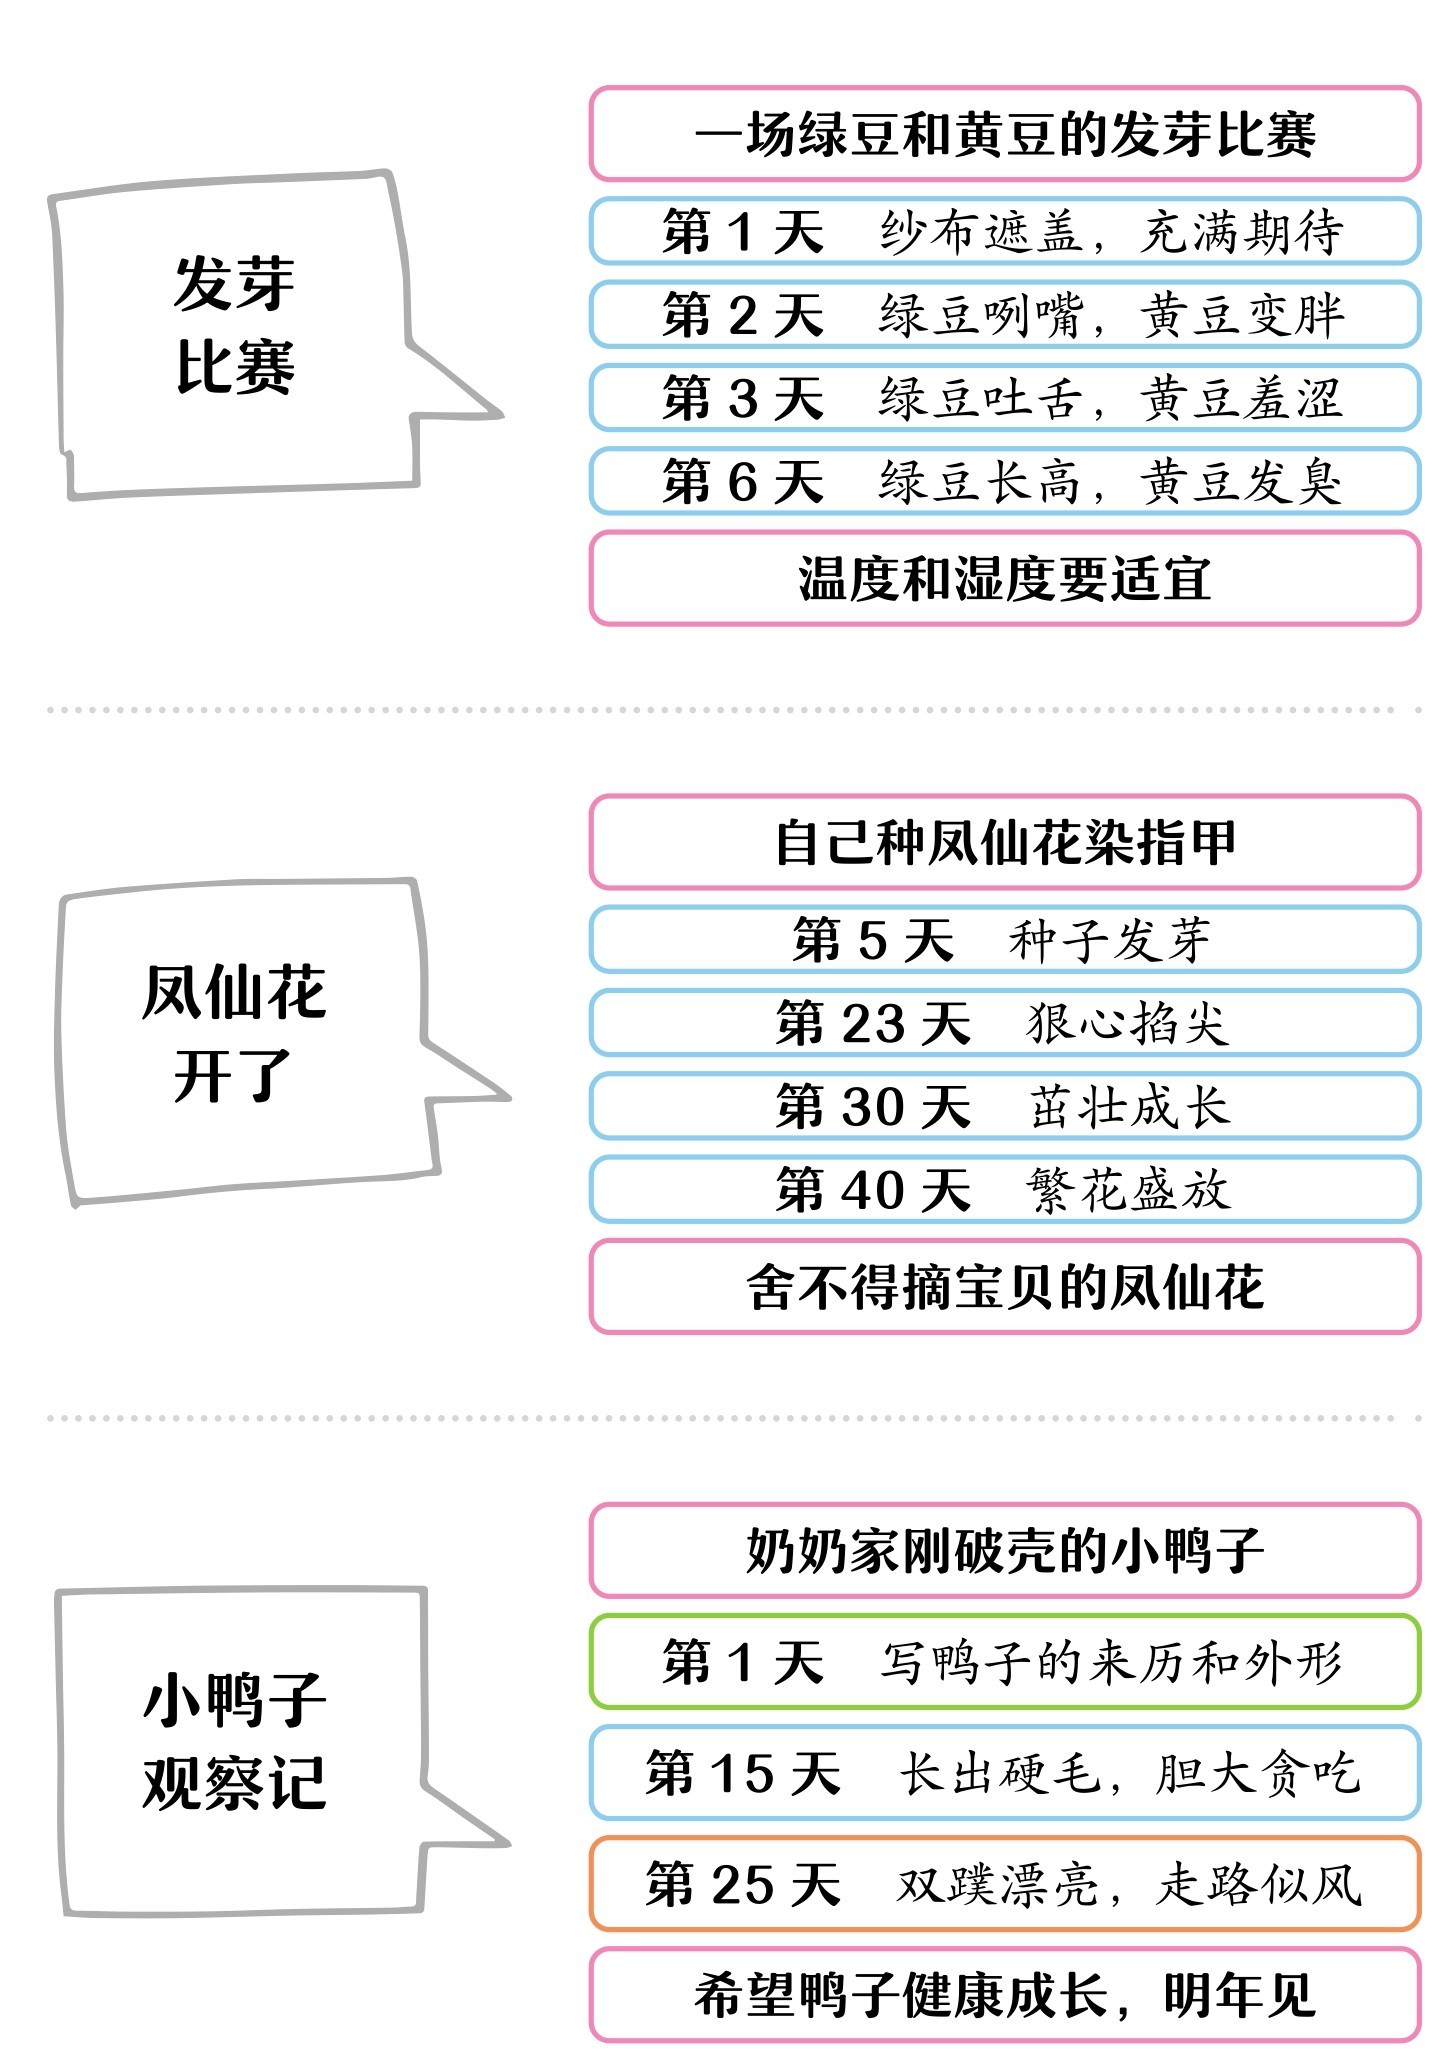 发芽
比赛
一场绿豆和黄豆的发芽比赛
第 1 天 纱布遮盖，充满期待
第 2 天 绿豆咧嘴，黄豆变胖
第 3 天 绿豆吐舌，黄豆羞涩
第 6 天 绿豆长高，黄豆发臭
温度和湿度要适宜
凤仙花
开了
自己种凤仙花染指甲
第 5 天 种子发芽
第 23 天 狠心掐尖
第 30 天 茁壮成长
第 40 天 繁花盛放
舍不得摘宝贝的凤仙花
小鸭子
观察记
奶奶家刚破壳的小鸭子
第 1 天 写鸭子的来历和外形
第 15 天 长出硬毛，胆大贪吃
第 25 天 双蹼漂亮，走路似风
希望鸭子健康成长，明年见